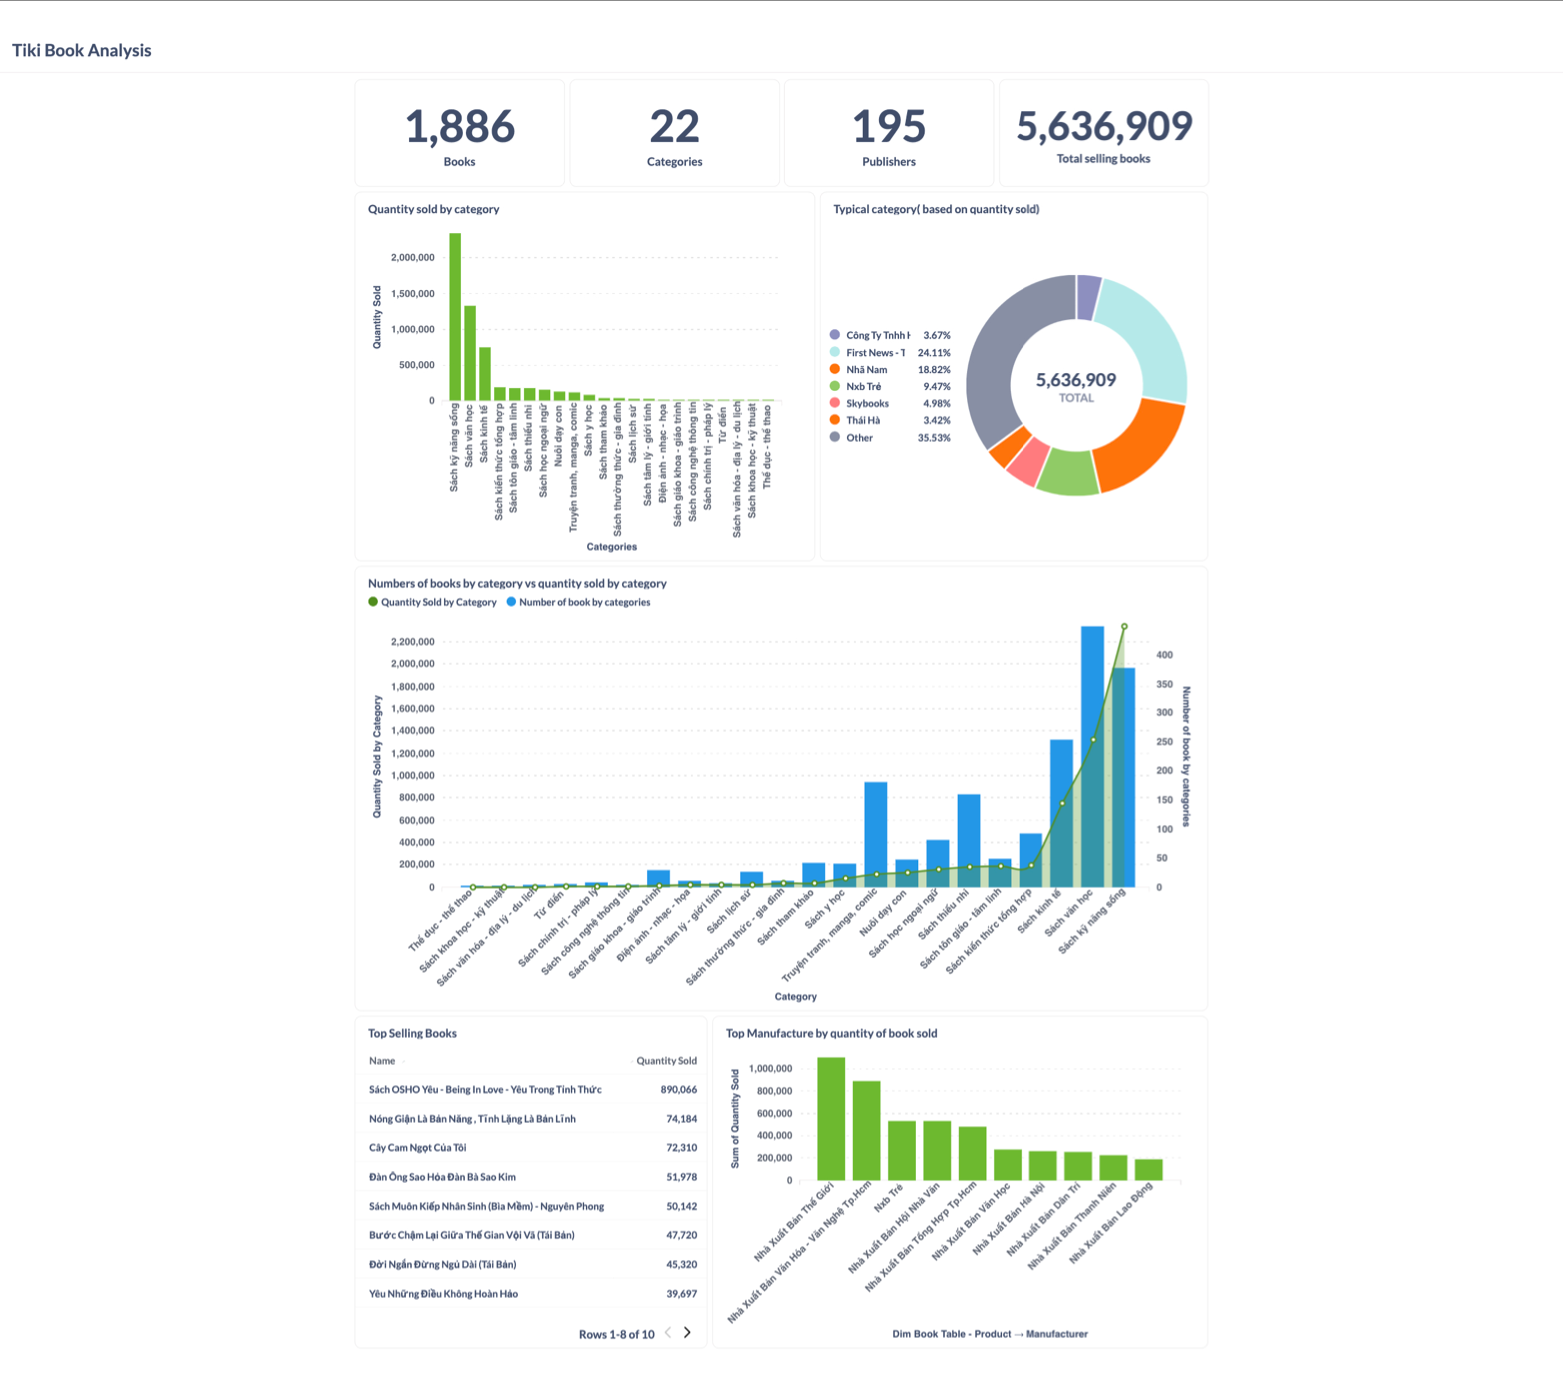 Tiki Book Analysis
1,886
Books
22
Categories
195
Publishers
5,636,909
Total selling books
Quantity sold by category
Quantity Sold
2,000,000
1,500,000
1,000,000
500,000
0
Sách kỹ năng sống
Sách văn học
Sách kinh tế
Sách kiến thức tổng hợp
Sách tôn giáo - tâm linh
Sách thiếu nhi
Sách học ngoại ngữ
Nuôi dạy con
Truyện tranh, manga, comic
Sách y học
Sách tham khảo
Sách thường thức - gia đình
Sách lịch sử
Sách tâm lý - giới tính
Điện ảnh - nhạc - họa
Sách giáo khoa - giáo trình
Sách công nghệ thông tin
Sách chính trị - pháp lý
Từ điển
Sách văn hóa - địa lý - du lịch
Sách khoa học - kỹ thuật
Thể dục - thể thao
Categories
Typical category( based on quantity sold)
Công Ty Tnhh 3.67%
First News - T 24.11%
Nhã Nam 18.82%
Nxb Trẻ 9.47%
Skybooks 4.98%
Thái Hà 3.42%
Other 35.53%
5,636,909
TOTAL
Numbers of books by category vs quantity sold by category
Quantity Sold by Category Number of book by categories
Quantity Sold by Category
2,200,000
2,000,000
1,800,000
1,600,000
1,400,000
1,200,000
1,000,000
800,000
600,000
400,000
200,000
0
400
350
300
250
200
150
100
50
0
Number of book by categories
Thể dục - thể thao
Sách khoa học - kỹ thuật
Sách văn hóa - địa lý - du lịch
Từ điển
Sách chính trị - pháp lý
Sách công nghệ thông tin
Sách giáo khoa - giáo trình
Điện ảnh - nhạc - họa
Sách tâm lý - giới tính
Sách lịch sử
Sách thường thức - gia đình
Sách tham khảo
Sách y học
Truyện tranh, manga, comic
Nuôi dạy con
Sách học ngoại ngữ
Sách thiếu nhi
Sách tôn giáo - tâm linh
Sách kiến thức tổng hợp
Sách kinh tế
Sách văn học
Sách kỹ năng sống
Category
Top Selling Books
Name Quantity Sold
Sách OSHO Yêu - Being In Love - Yêu Trong Tỉnh Thức 890,066
Nóng Giận Là Bản Năng , Tĩnh Lặng Là Bản Lĩnh 74,184
Cây Cam Ngọt Của Tôi 72,310
Đàn Ông Sao Hỏa Đàn Bà Sao Kim 51,978
Sách Muôn Kiếp Nhân Sinh (Bìa Mềm) - Nguyên Phong 50,142
Bước Chậm Lại Giữa Thế Gian Vội Vã (Tái Bản) 47,720
Đời Ngắn Đừng Ngủ Dài (Tái Bản) 45,320
Yêu Những Điều Không Hoàn Hảo 39,697
Rows 1-8 of 10
Top Manufacture by quantity of book sold
Sum of Quantity Sold
1,000,000
800,000
600,000
400,000
200,000
0
Nhà Xuất Bản Thế Giới
Nhà Xuất Bản Văn Hóa - Văn Nghệ Tp.Hcm
Nxb Trẻ
Nhà Xuất Bản Hội Nhà Văn
Nhà Xuất Bản Tổng Hợp Tp.Hcm
Nhà Xuất Bản Văn Học
Nhà Xuất Bản Hà Nội
Nhà Xuất Bản Dân Trí
Nhà Xuất Bản Thanh Niên
Nhà Xuất Bản Lao Động
Dim Book Table - Product → Manufacturer